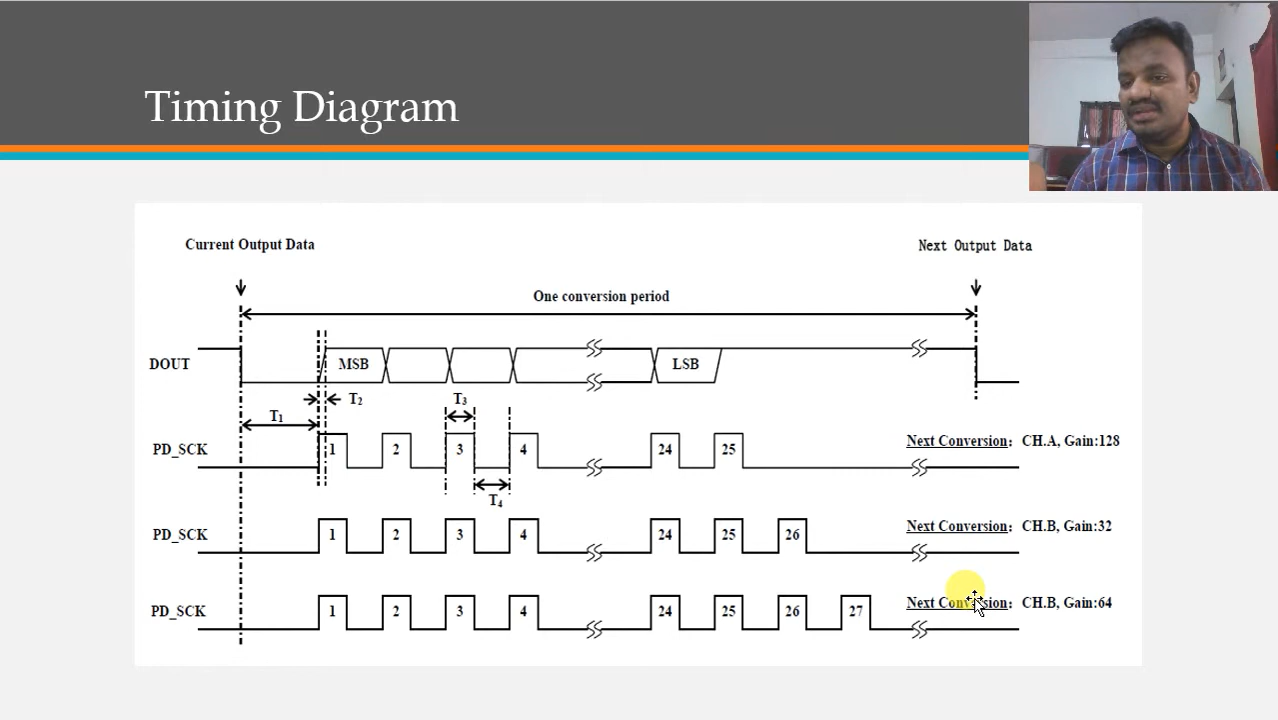 Timing Diagram
Current Output Data
Next Output Data
One conversion period
DOUT
MSB
LSB
T₁
T₂
T₃
PD_SCK
1
2
3
4
24
25
Next Conversion： CH.A, Gain:128
T₄
PD_SCK
1
2
3
4
24
25
26
Next Conversion： CH.B, Gain:32
PD_SCK
1
2
3
4
24
25
26
27
Next Conversion： CH.B, Gain:64